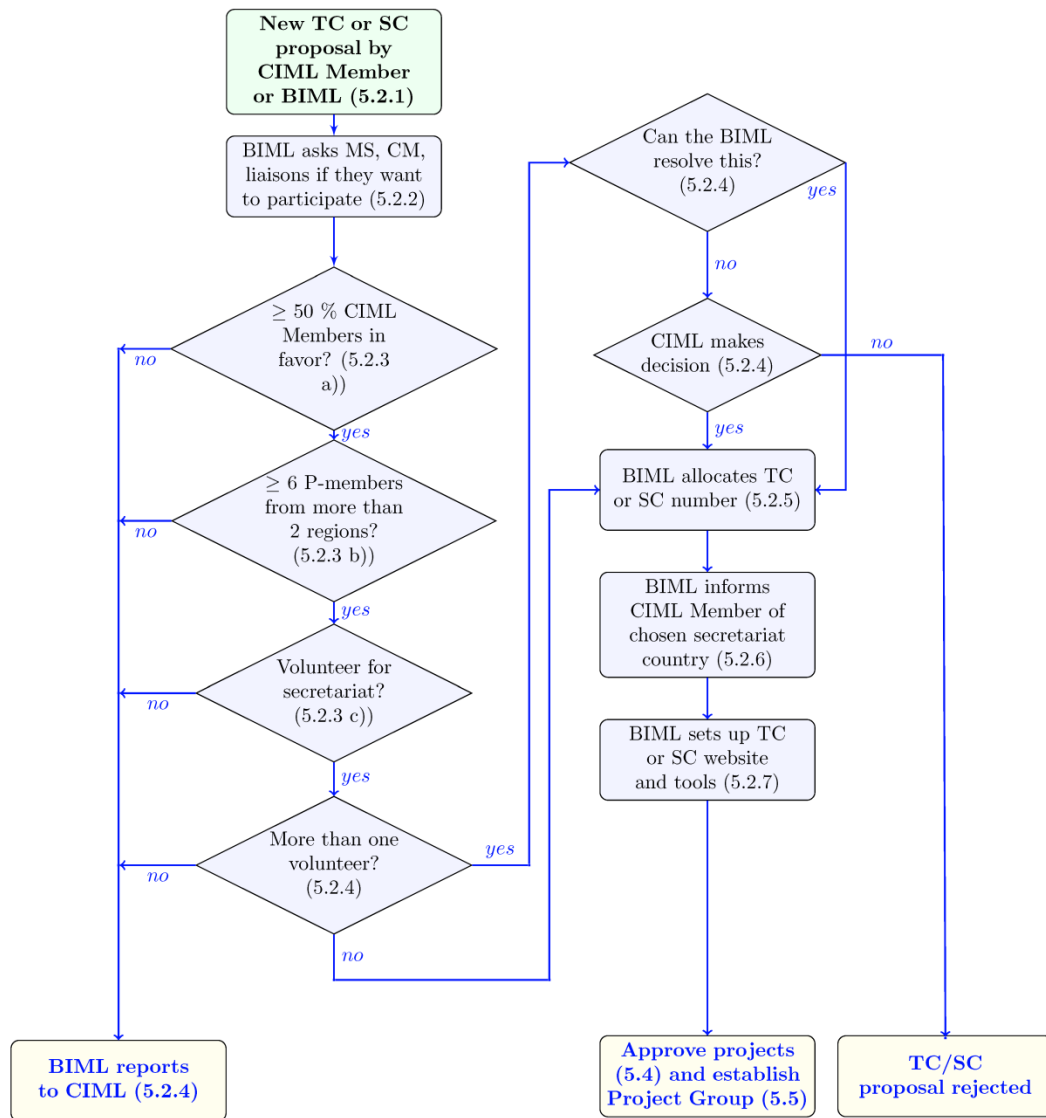 New TC or SC
proposal by
CIML Member
or BIML (5.2.1)
BIML asks MS, CM,
liaisons if they want
to participate (5.2.2)
≥ 50 % CIML
Members in
favor? (5.2.3
a))
no
yes
≥ 6 P-members
from more than
2 regions?
(5.2.3 b))
no
yes
Volunteer for
secretariat?
(5.2.3 c))
no
yes
More than one
volunteer?
(5.2.4)
no
yes
no
BIML reports
to CIML (5.2.4)
Can the BIML
resolve this?
(5.2.4)
yes
no
CIML makes
decision (5.2.4)
no
yes
BIML allocates TC
or SC number (5.2.5)
BIML informs
CIML Member of
chosen secretariat
country (5.2.6)
BIML sets up TC
or SC website
and tools (5.2.7)
Approve projects
(5.4) and establish
Project Group (5.5)
TC/SC
proposal rejected